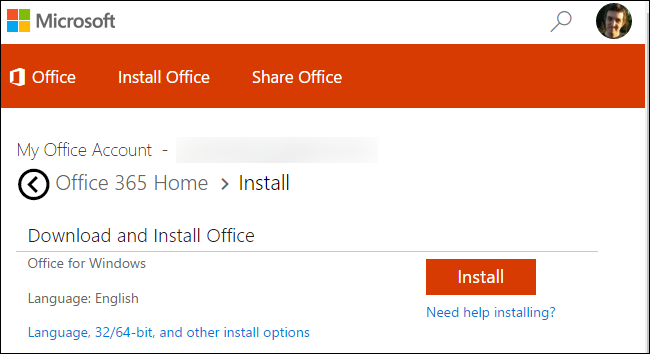 Microsoft
Office Install Office Share Office
My Office Account -
Office 365 Home > Install
Download and Install Office
Office for Windows
Install
Language: English
Need help installing?
Language, 32/64-bit, and other install options